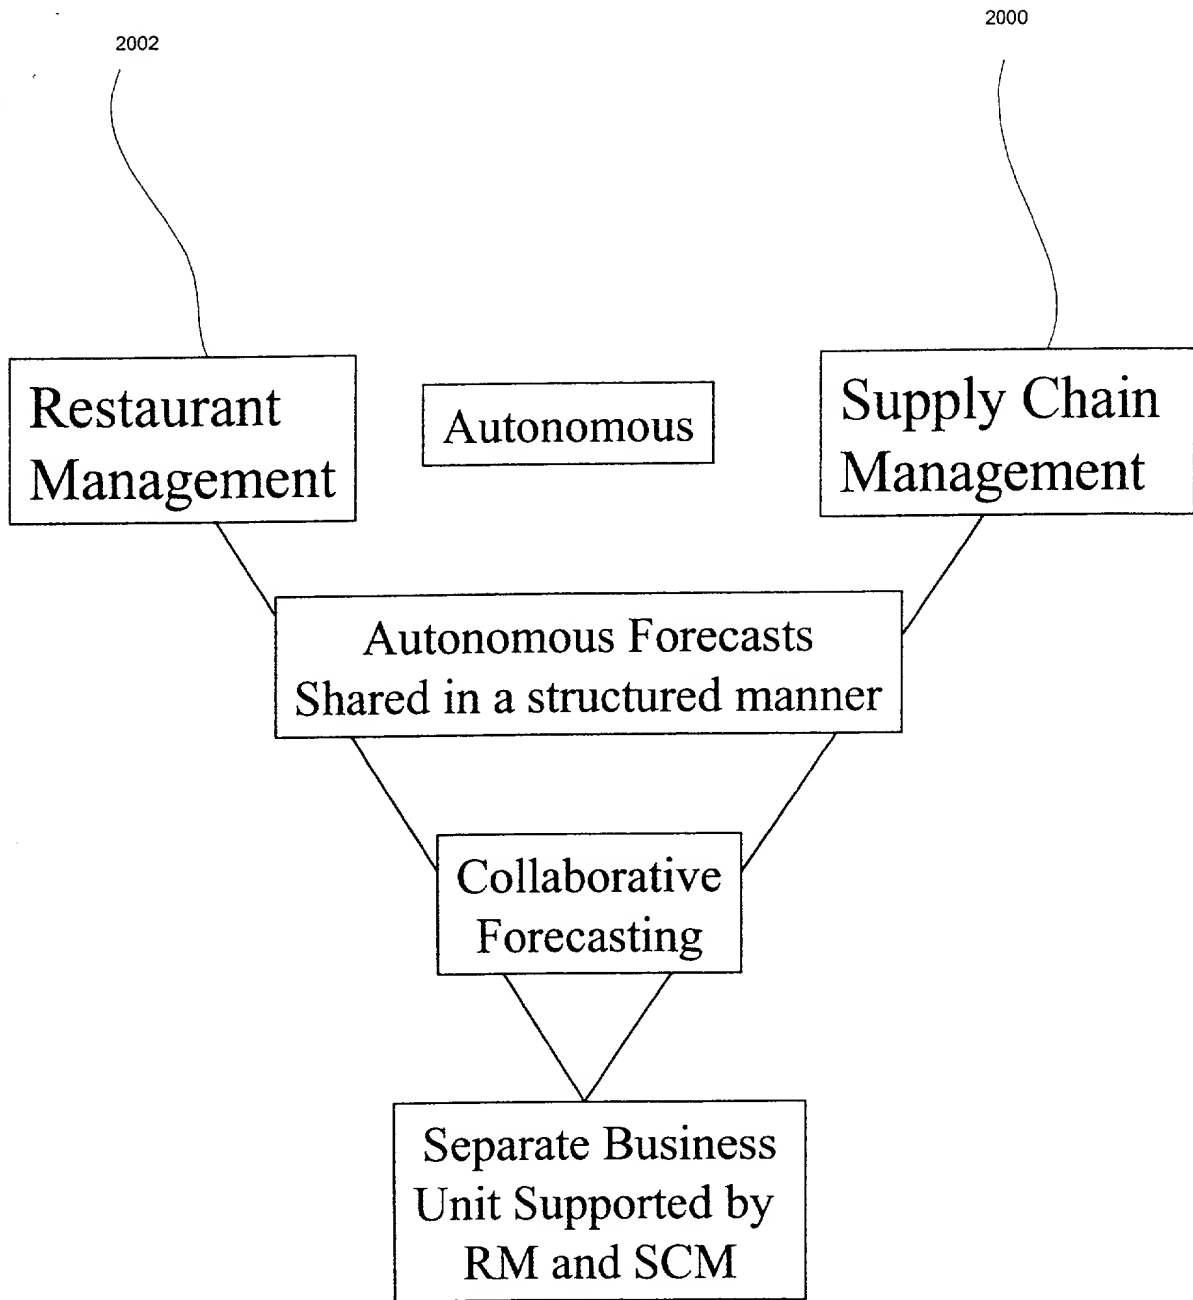 2002
2000
Restaurant
Management
Autonomous
Supply Chain
Management
Autonomous Forecasts
Shared in a structured manner
Collaborative
Forecasting
Separate Business
Unit Supported by
RM and SCM